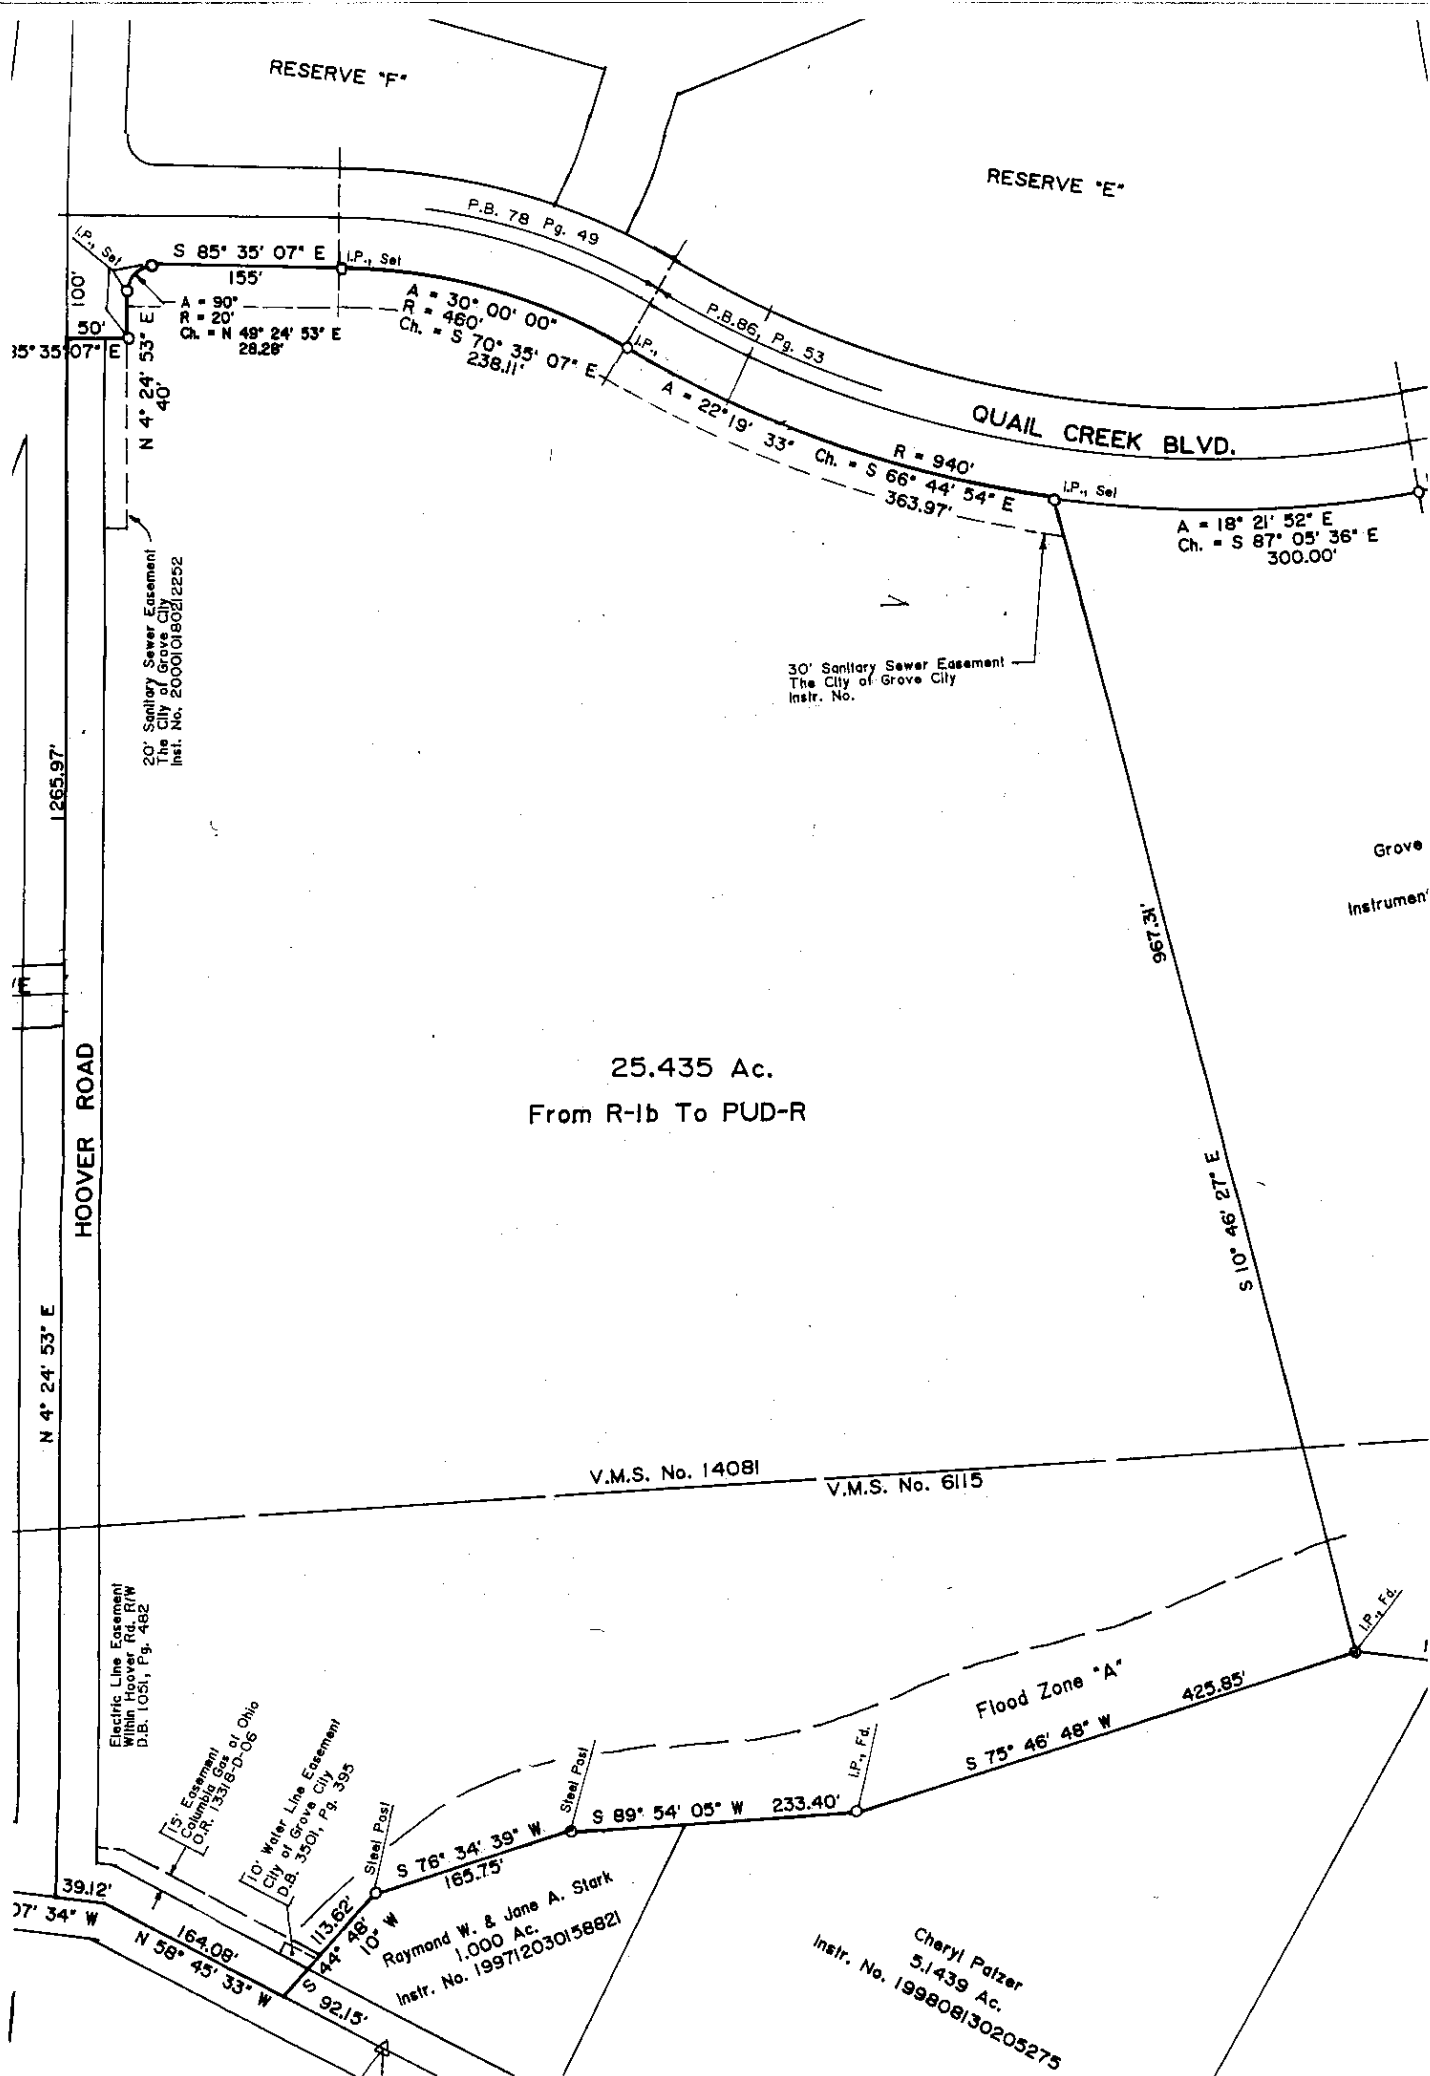 RESERVE "F"
RESERVE "E"
P.B. 78 Pg. 49
I.P., Set
S 85° 35' 07" E
155'
I.P., Set
100'
50'
35° 35' 07" E
A = 90°
R = 20'
Ch. = N 49° 24' 53" E
28.28'
N 4° 24' 53" E
40'
A = 30° 00' 00"
R = 460'
Ch. = S 70° 35' 07" E
238.11'
I.P.,
P.B.86, Pg. 53
A = 22° 19' 33"
R = 940'
Ch. = S 66° 44' 54" E
363.97'
QUAIL CREEK BLVD.
I.P., Set
A = 18° 21' 52" E
Ch. = S 87° 05' 36" E
300.00'
20' Sanitary Sewer Easement
The City of Grove City
Inst. No. 200010180212252
30' Sanitary Sewer Easement
The City of Grove City
Instr. No.
1265.97'
Grove
Instrument
967.31'
E
HOOVER ROAD
25.435 Ac.
From R-1b To PUD-R
S 10° 46' 27" E
N 4° 24' 53" E
V.M.S. No. 14081
V.M.S. No. 6115
Electric Line Easement
Within Hoover Rd. R/W
D.B. 1051, Pg. 482
I.P., Fd.
Flood Zone "A"
425.85'
S 75° 46' 48" W
15' Easement
Columbia Gas of Ohio
O.R. 13318-D-06
10' Water Line Easement
City of Grove City
D.B. 3501, Pg. 395
Steel Post
Steel Post
I.P., Fd.
S 89° 54' 05" W 233.40'
S 76° 34' 39" W
165.75'
39.12'
07' 34" W
164.08'
N 58° 45' 33" W
113.62'
S 44° 48'
10" W
92.15'
Raymond W. & Jane A. Stark
1.000 Ac.
Instr. No. 199712030158821
Cheryl Patzer
5.1439 Ac.
Instr. No. 199808130205275